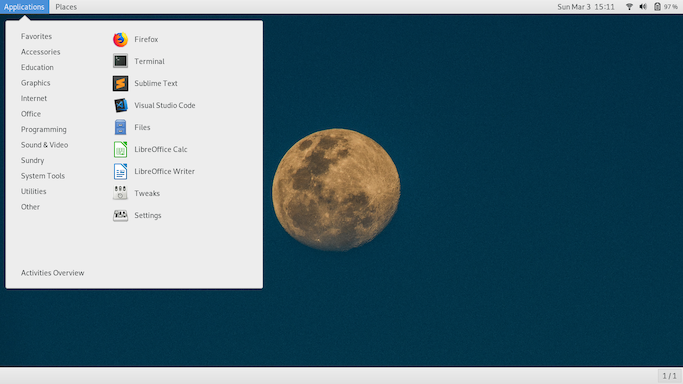 Applications Places Sun Mar 3 15:11 97 %
Favorites
Accessories
Education
Graphics
Internet
Office
Programming
Sound & Video
Sundry
System Tools
Utilities
Other
Activities Overview
Firefox
Terminal
Sublime Text
Visual Studio Code
Files
LibreOffice Calc
LibreOffice Writer
Tweaks
Settings
1 / 1